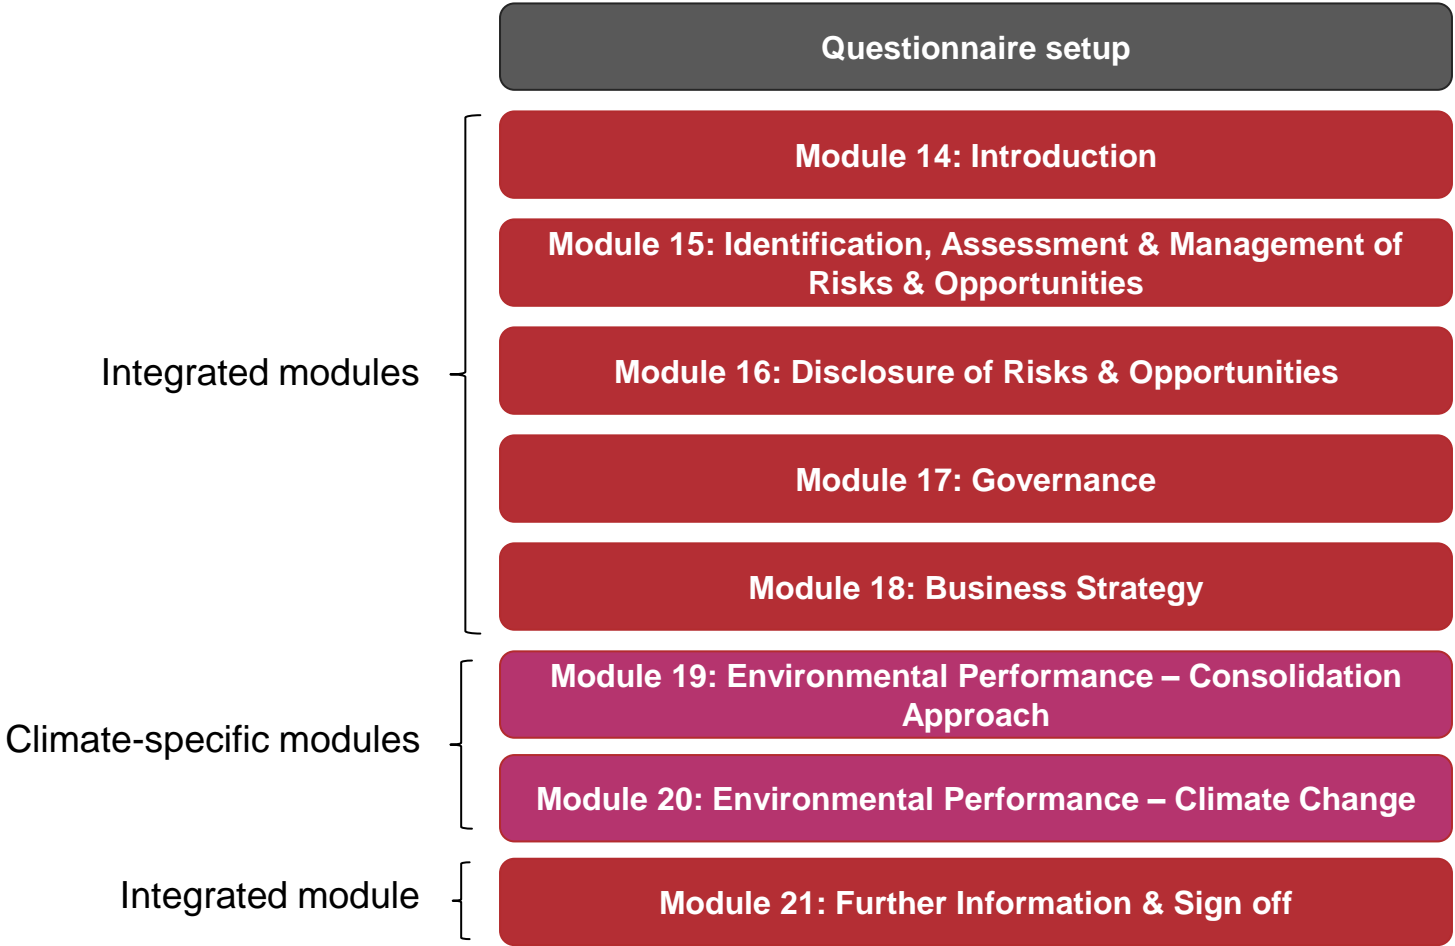 Questionnaire setup
Integrated modules
Module 14: Introduction
Module 15: Identification, Assessment & Management of
Risks & Opportunities
Module 16: Disclosure of Risks & Opportunities
Module 17: Governance
Module 18: Business Strategy
Climate-specific modules
Module 19: Environmental Performance – Consolidation
Approach
Module 20: Environmental Performance – Climate Change
Integrated module
Module 21: Further Information & Sign off